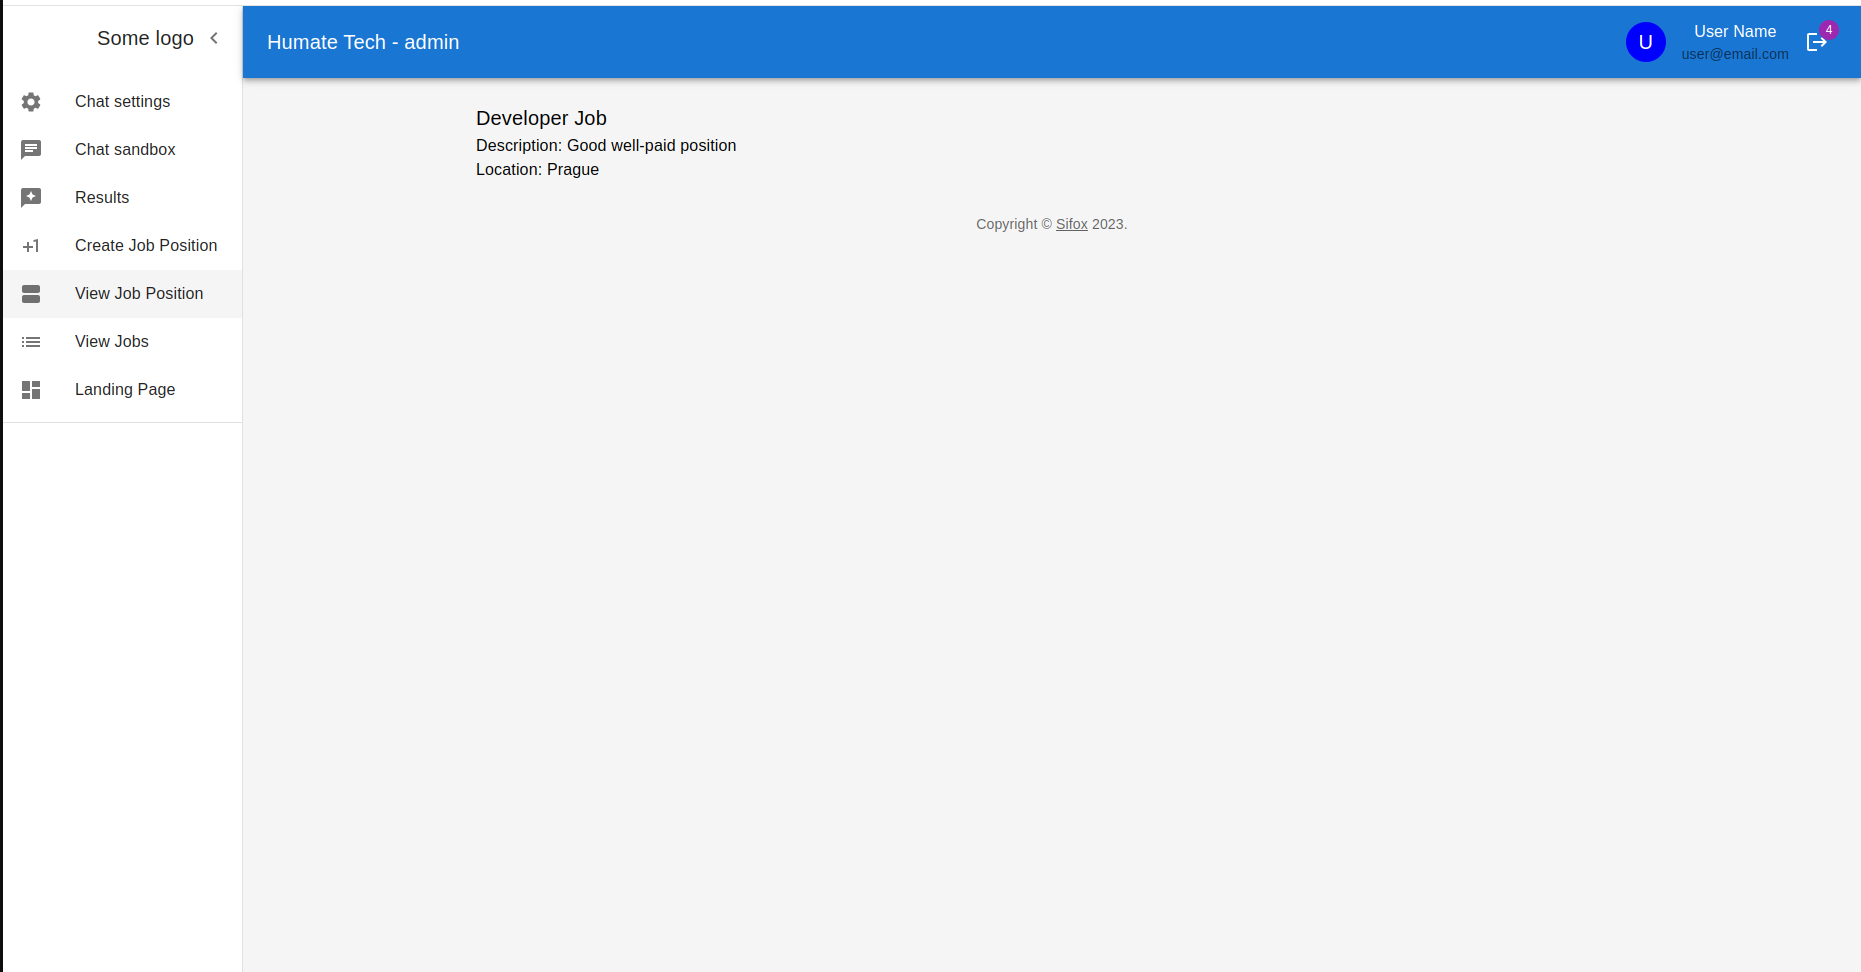 Some logo
Humate Tech - admin
U
User Name
user@email.com
4
Chat settings
Chat sandbox
Results
+1 Create Job Position
View Job Position
View Jobs
Landing Page
Developer Job
Description: Good well-paid position
Location: Prague
Copyright © Sifox 2023.